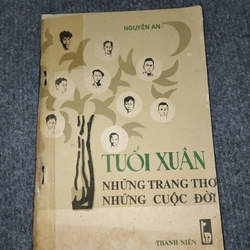 NGUYỄN AN
TUỔI XUÂN
NHỮNG TRANG THƠ
NHỮNG CUỘC ĐỜI
THANH NIÊN